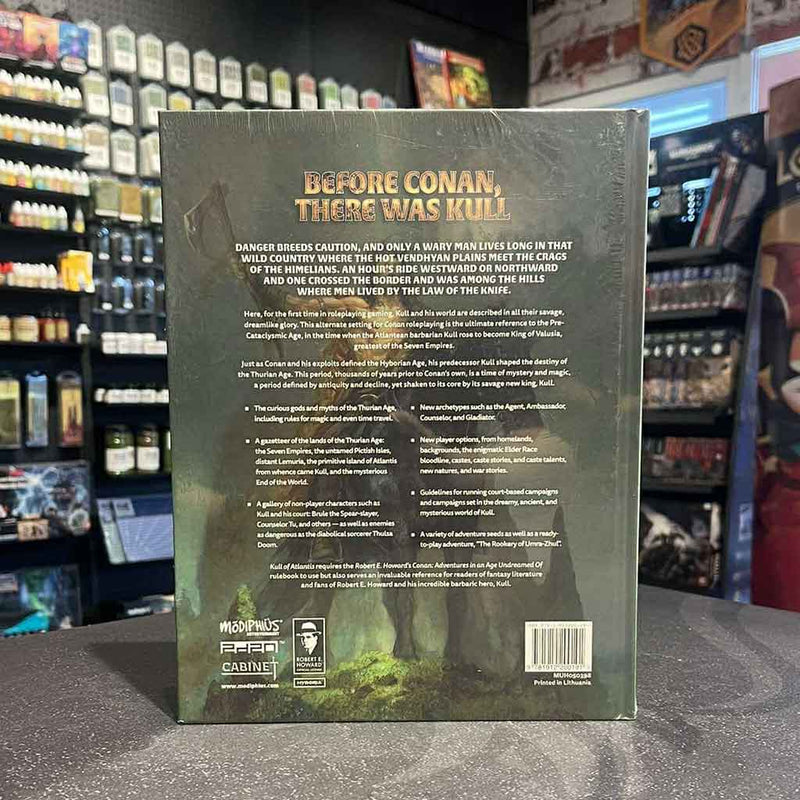 BEFORE CONAN,
THERE WAS KULL
DANGER BREEDS CAUTION, AND ONLY A WARY MAN LIVES LONG IN THAT
WILD COUNTRY WHERE THE HOT VENDHYAN PLAINS MEET THE CRAGS
OF THE HIMELIANS. AN HOUR'S RIDE WESTWARD OR NORTHWARD
AND ONE CROSSED THE BORDER AND WAS AMONG THE HILLS
WHERE MEN LIVED BY THE LAW OF THE KNIFE.
Here, for the first time in roleplaying gaming, Kull and his world are described in all their savage,
dreamlike glory. This alternate setting for Conan roleplaying is the ultimate reference to the Pre-
Cataclysmic Age, in the time when the Atlantean barbarian Kull rose to become King of Valusia,
greatest of the Seven Empires.
Just as Conan and his exploits defined the Hyborian Age, his predecessor Kull shaped the destiny of
the Thurian Age. This period, thousands of years prior to Conan's own, is a time of mystery and magic,
a period defined by antiquity and decline, yet shaken to its core by its savage new king, Kull.
The curious gods and myths of the Thurian Age,
including rules for magic and even time travel.
A gazetteer of the lands of the Thurian Age:
the Seven Empires, the untamed Pictish Isles,
distant Lemuria, the primitive island of Atlantis
from whence came Kull, and the mysterious
End of the World.
A gallery of non-player characters such as
Kull and his court: Brule the Spear-slayer,
Counselor Tu, and others — as well as enemies
as dangerous as the diabolical sorcerer Thulsa
Doom.
New archetypes such as the Agent, Ambassador,
Counselor, and Gladiator.
New player options, from homelands,
backgrounds, the enigmatic Elder Race
bloodline, castes, caste stories, and caste talents,
new natures, and war stories.
Guidelines for running court-based campaigns
and campaigns set in the dreamy, ancient, and
mysterious world of Kull.
A variety of adventure seeds as well as a ready-
to-play adventure, "The Rookery of Umra-Zhul".
Kull of Atlantis requires the Robert E. Howard's Conan: Adventures in an Age Undreamed Of
rulebook to use but also serves an invaluable reference for readers of fantasy literature
and fans of Robert E. Howard and his incredible barbaric hero, Kull.
MŌDIPHIÜS
ENTERTAINMENT
CABINET
www.modiphius.com
ROBERT E.
HOWARD
HYBORIA
9 781912 200191
MUH050398
Printed in Lithuania